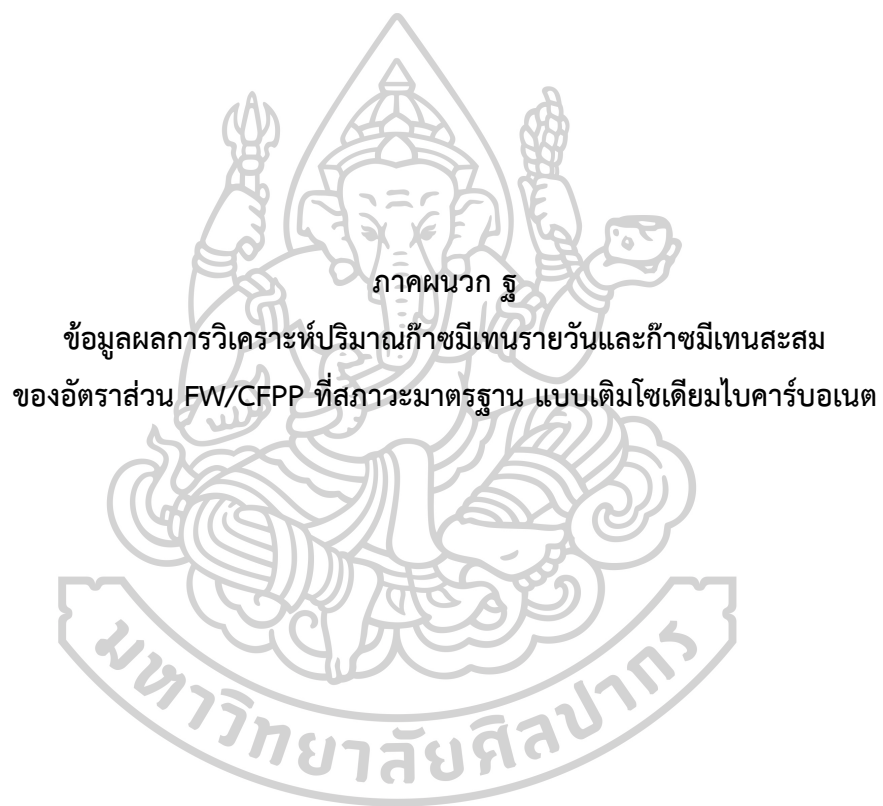 ภาคผนวก ฐ
ข้อมูลผลการวิเคราะห์ปริมาณก๊าซมีเทนรายวันและก๊าซมีเทนสะสม
ของอัตราส่วน FW/CFPP ที่สภาวะมาตรฐาน แบบเติมโซเดียมไบคาร์บอเนต
มหาวิทยาลัยศิลปากร